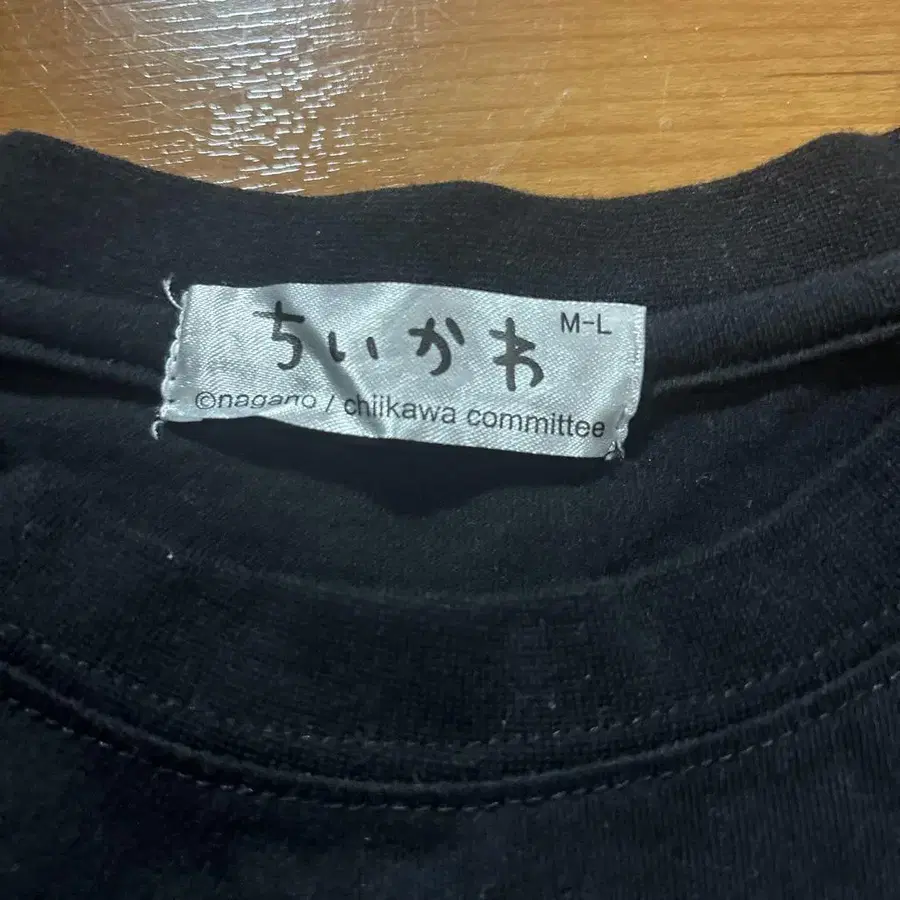 ちいかわ
M-L
©nagano / chiikawa committee